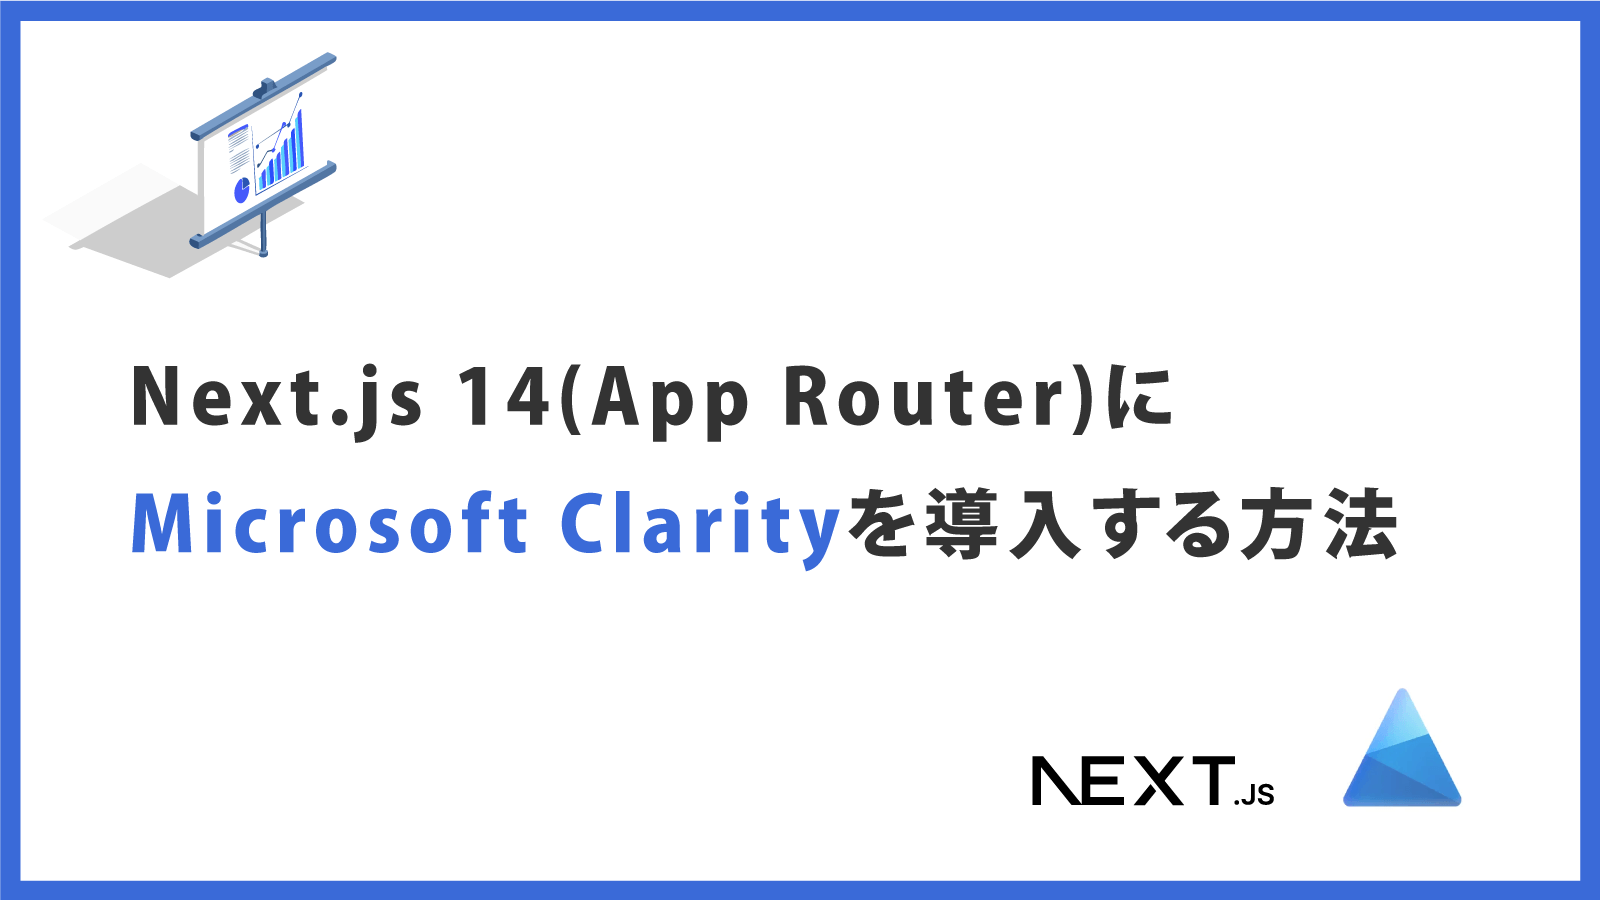 Next.js 14(App Router)に
Microsoft Clarityを導入する方法
NEXT.JS